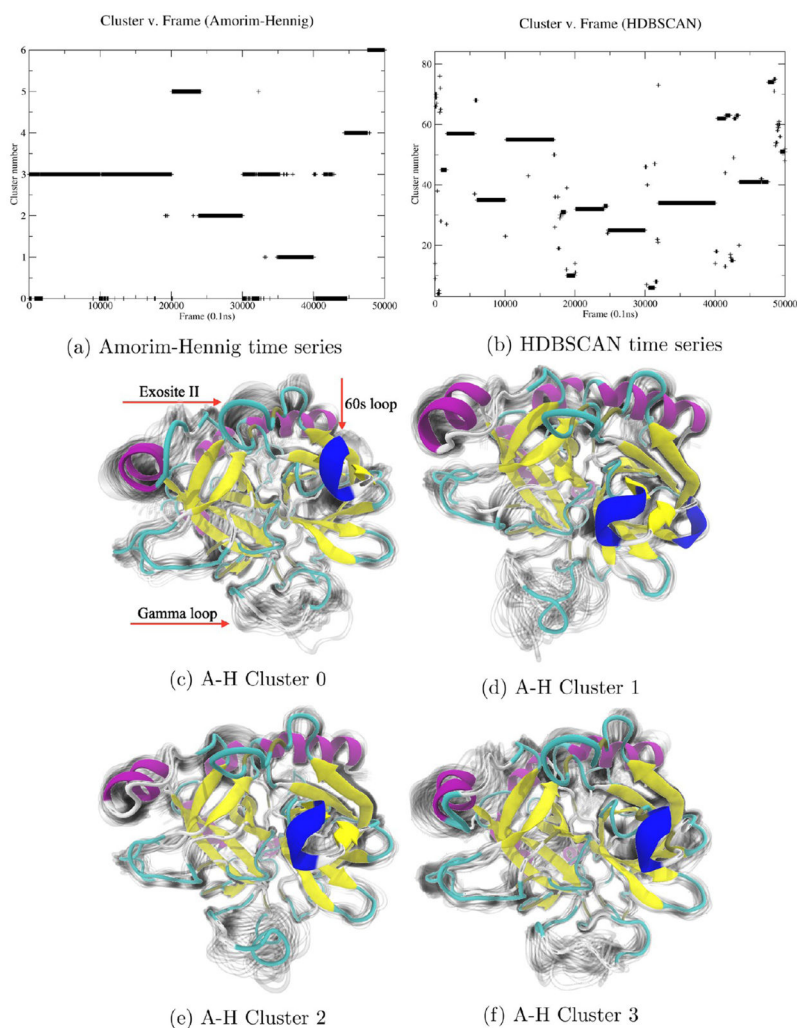 Cluster v. Frame (Amorim-Hennig)
Cluster number
6
5
4
3
2
1
0
0 10000 20000 30000 40000 50000
Frame (0.1ns)
(a) Amorim-Hennig time series
Cluster v. Frame (HDBSCAN)
Cluster number
80
60
40
20
0 10000 20000 30000 40000 50000
Frame (0.1ns)
(b) HDBSCAN time series
Exosite II
60s loop
Gamma loop
(c) A-H Cluster 0
(d) A-H Cluster 1
(e) A-H Cluster 2
(f) A-H Cluster 3